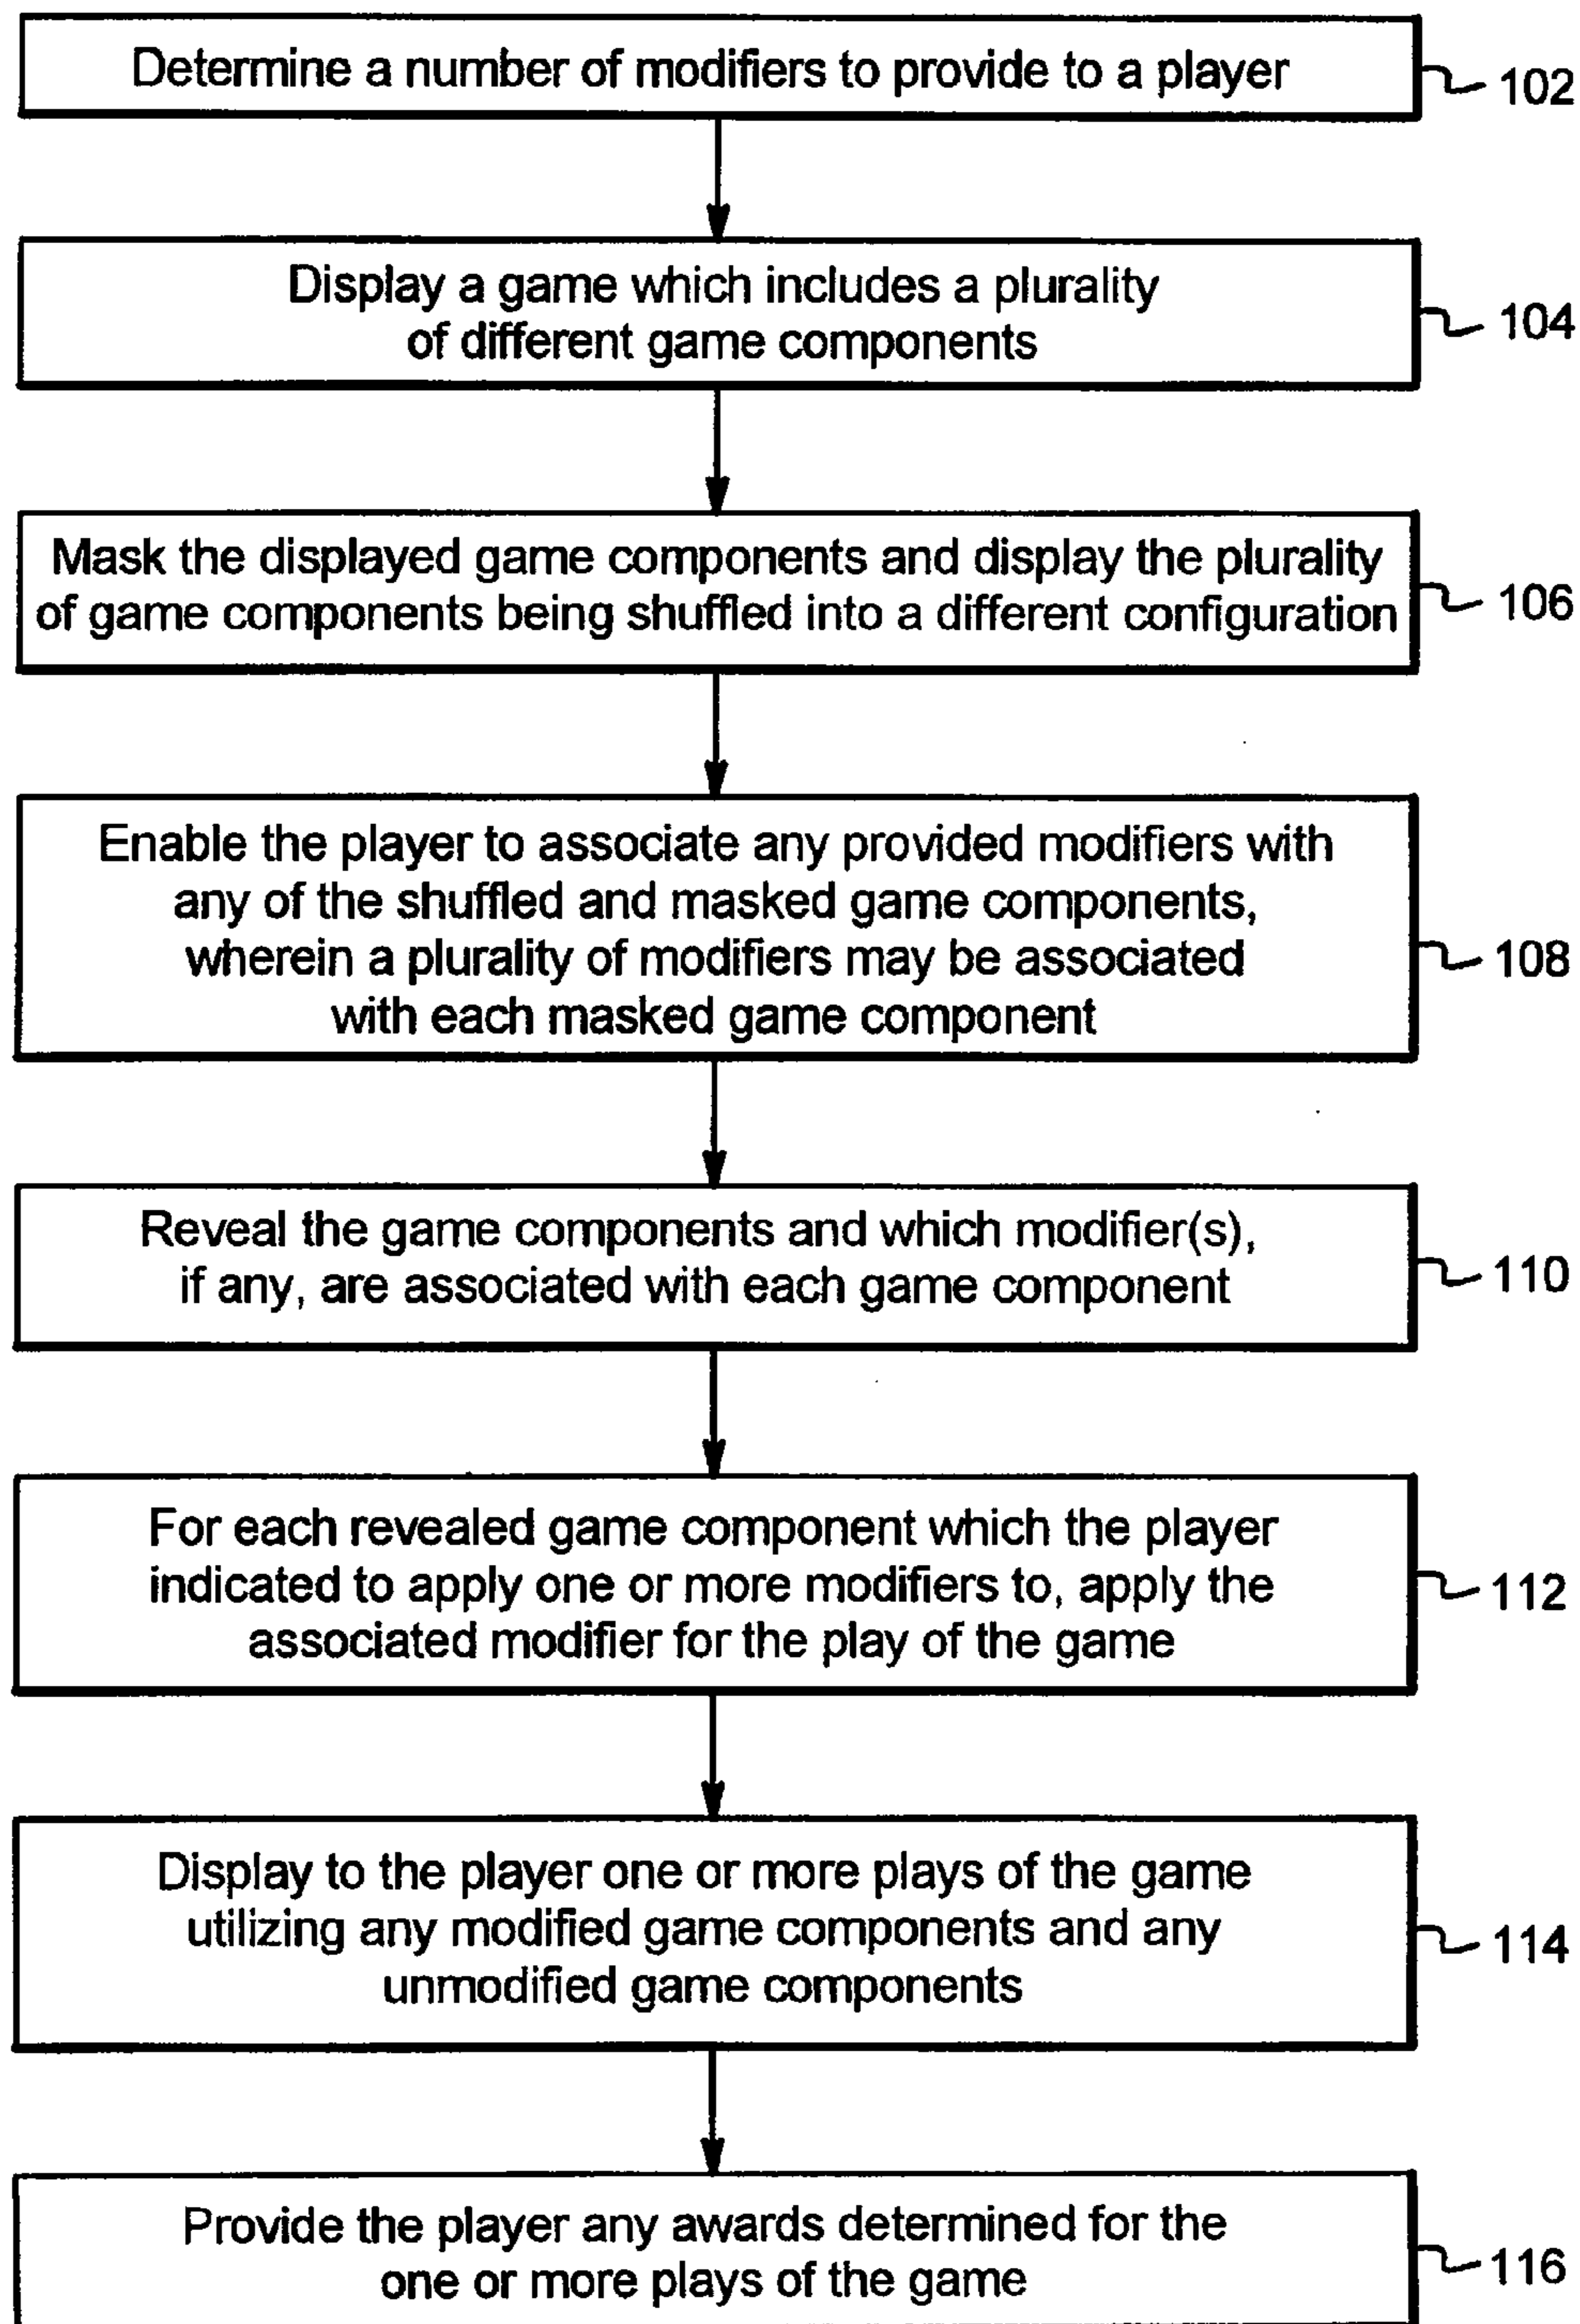 Determine a number of modifiers to provide to a player
102
Display a game which includes a plurality
of different game components
104
Mask the displayed game components and display the plurality
of game components being shuffled into a different configuration
106
Enable the player to associate any provided modifiers with
any of the shuffled and masked game components,
wherein a plurality of modifiers may be associated
with each masked game component
108
Reveal the game components and which modifier(s),
if any, are associated with each game component
110
For each revealed game component which the player
indicated to apply one or more modifiers to, apply the
associated modifier for the play of the game
112
Display to the player one or more plays of the game
utilizing any modified game components and any
unmodified game components
114
Provide the player any awards determined for the
one or more plays of the game
116